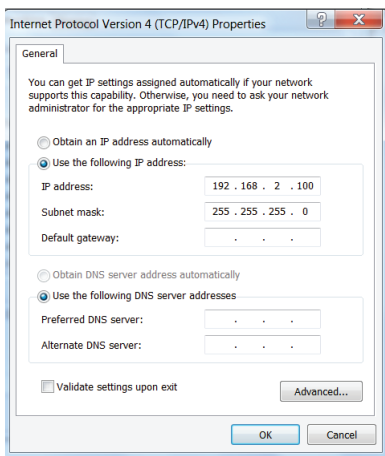 Internet Protocol Version 4 (TCP/IPv4) Properties
? X
General
You can get IP settings assigned automatically if your network
supports this capability. Otherwise, you need to ask your network
administrator for the appropriate IP settings.
Obtain an IP address automatically
Use the following IP address:
IP address: 192 . 168 . 2 . 100
Subnet mask: 255 . 255 . 255 . 0
Default gateway: . . .
Obtain DNS server address automatically
Use the following DNS server addresses
Preferred DNS server: . . .
Alternate DNS server: . . .
Validate settings upon exit
Advanced...
OK Cancel